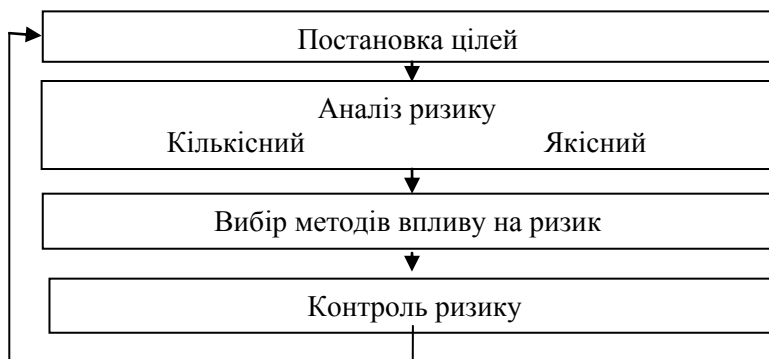 Постановка цілей
Аналіз ризику
Кількісний Якісний
Вибір методів впливу на ризик
Контроль ризику